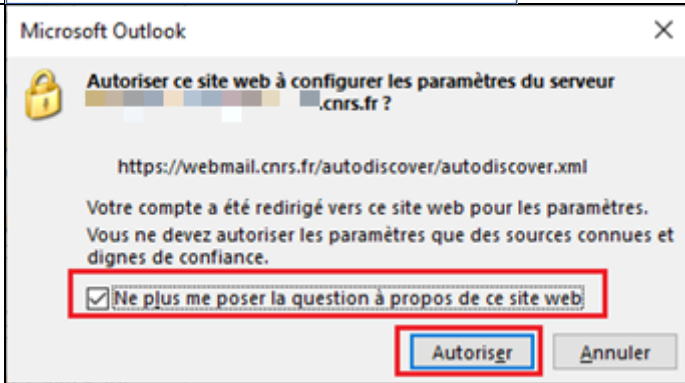 Microsoft Outlook
Autoriser ce site web à configurer les paramètres du serveur
.cnrs.fr ?
https://webmail.cnrs.fr/autodiscover/autodiscover.xml
Votre compte a été redirigé vers ce site web pour les paramètres.
Vous ne devez autoriser les paramètres que des sources connues et
dignes de confiance.
Ne plus me poser la question à propos de ce site web
Autoriser
Annuler